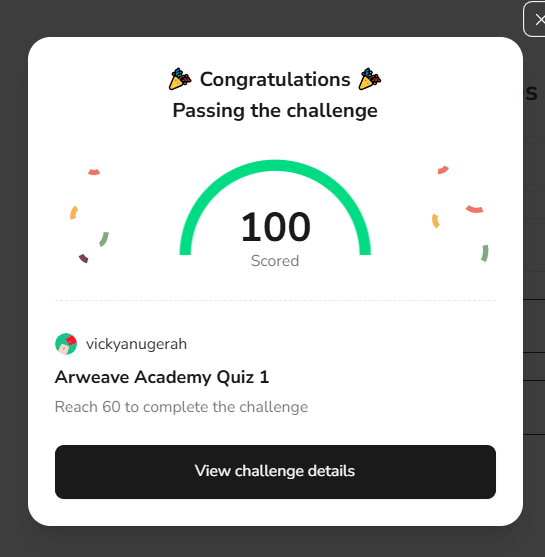 Congratulations
Passing the challenge
100
Scored
vickyanugerah
Arweave Academy Quiz 1
Reach 60 to complete the challenge
View challenge details